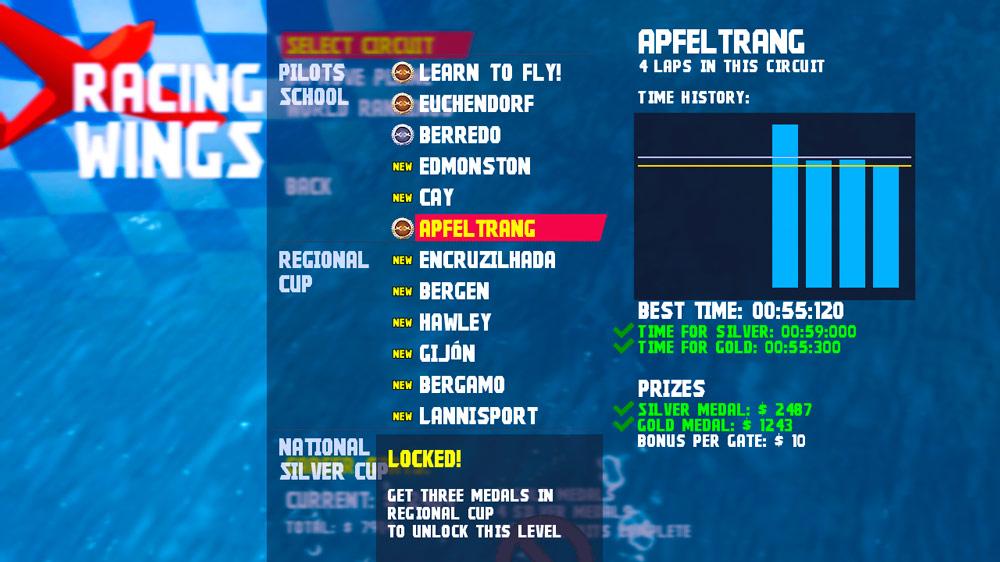 RACING
WINGS
SELECT CIRCUIT
PILOTS
SCHOOL
LEARN TO FLY!
EUCHENDORF
BERREDO
NEW EDMONSTON
NEW CAY
APFELTRANG
BACK
REGIONAL
CUP
NEW ENCRUZILHADA
NEW BERGEN
NEW HAWLEY
NEW GIJÓN
NEW BERGAMO
NEW LANNISPORT
NATIONAL
SILVER CUP
CURRENT:
TOTAL: $
LOCKED!
GET THREE MEDALS IN
REGIONAL CUP
TO UNLOCK THIS LEVEL
APFELTRANG
4 LAPS IN THIS CIRCUIT
TIME HISTORY:
BEST TIME: 00:55:120
TIME FOR SILVER: 00:59:000
TIME FOR GOLD: 00:55:300
PRIZES
SILVER MEDAL: $ 2487
GOLD MEDAL: $ 1243
BONUS PER GATE: $ 10